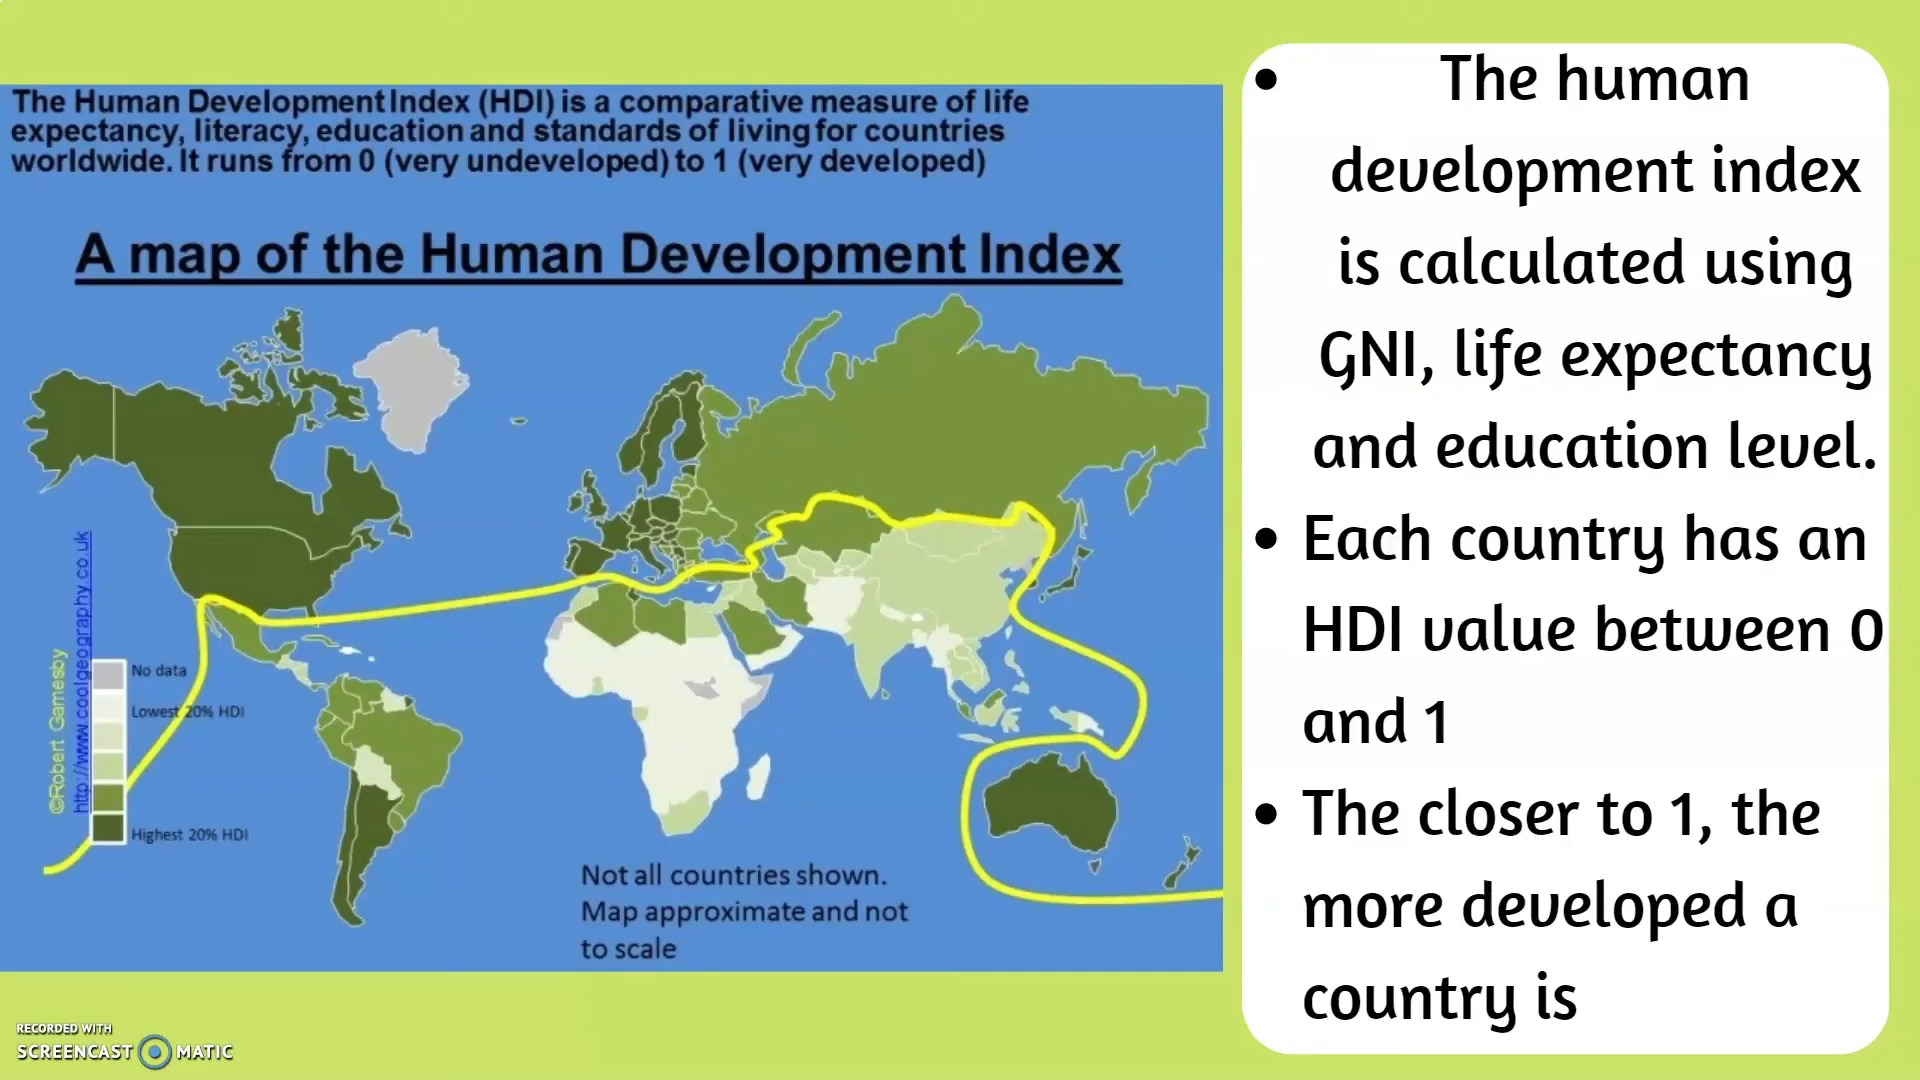 The Human Development Index (HDI) is a comparative measure of life
expectancy, literacy, education and standards of living for countries
worldwide. It runs from 0 (very undeveloped) to 1 (very developed)
A map of the Human Development Index
©Robert Gamesby
http://www.coolgeography.co.uk
No data
Lowest 20% HDI
Highest 20% HDI
Not all countries shown.
Map approximate and not
to scale
• The human
development index
is calculated using
GNI, life expectancy
and education level.
• Each country has an
HDI value between 0
and 1
• The closer to 1, the
more developed a
country is
RECORDED WITH
SCREENCAST MATIC